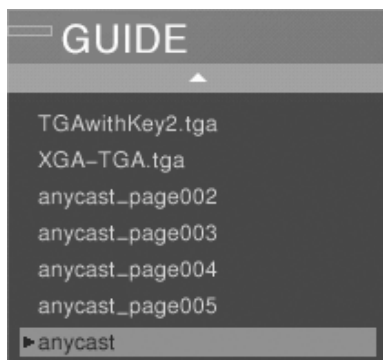 GUIDE
TGAwithKey2.tga
XGA-TGA.tga
anycast_page002
anycast_page003
anycast_page004
anycast_page005
anycast